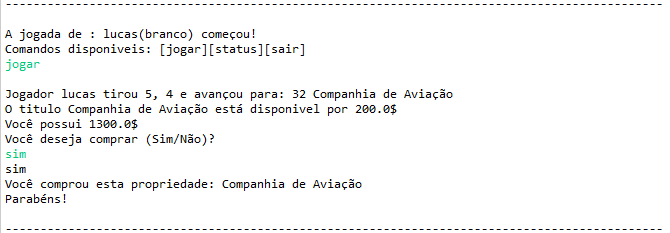 --------------------------------------------------------------------------------------------
A jogada de : lucas(branco) começou!
Comandos disponiveis: [jogar][status][sair]
jogar
Jogador lucas tirou 5, 4 e avançou para: 32 Companhia de Aviação
O titulo Companhia de Aviação está disponivel por 200.0$
Você possui 1300.0$
Você deseja comprar (Sim/Não)?
sim
sim
Você comprou esta propriedade: Companhia de Aviação
Parabéns!
--------------------------------------------------------------------------------------------